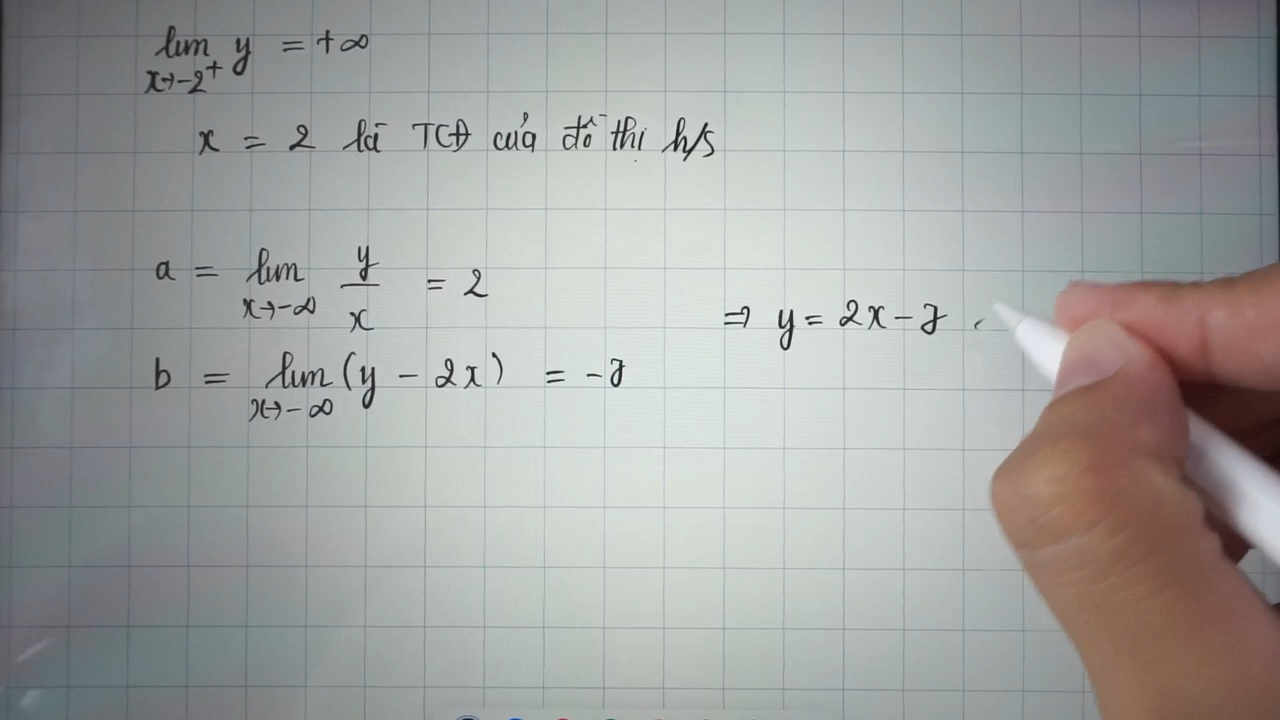 lim y = +∞
x→-2⁺
x = 2 là TCĐ của đồ thị h/s
a = lim y/x = 2
x→-∞
⇒ y = 2x - 7
b = lim (y - 2x) = -7
x→-∞